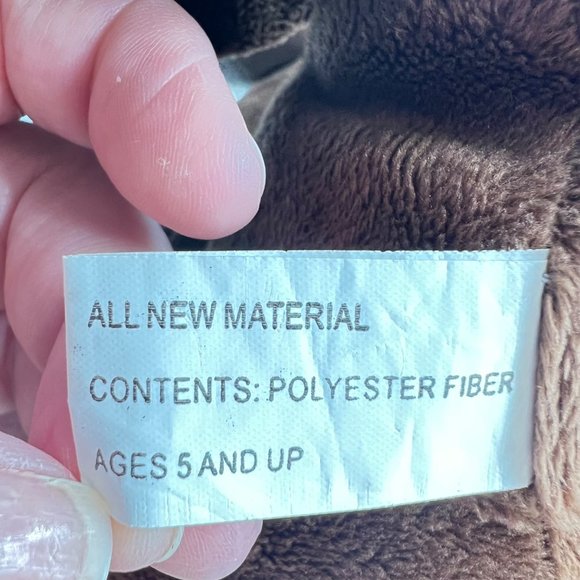 ALL NEW MATERIAL
CONTENTS: POLYESTER FIBER
AGES 5 AND UP